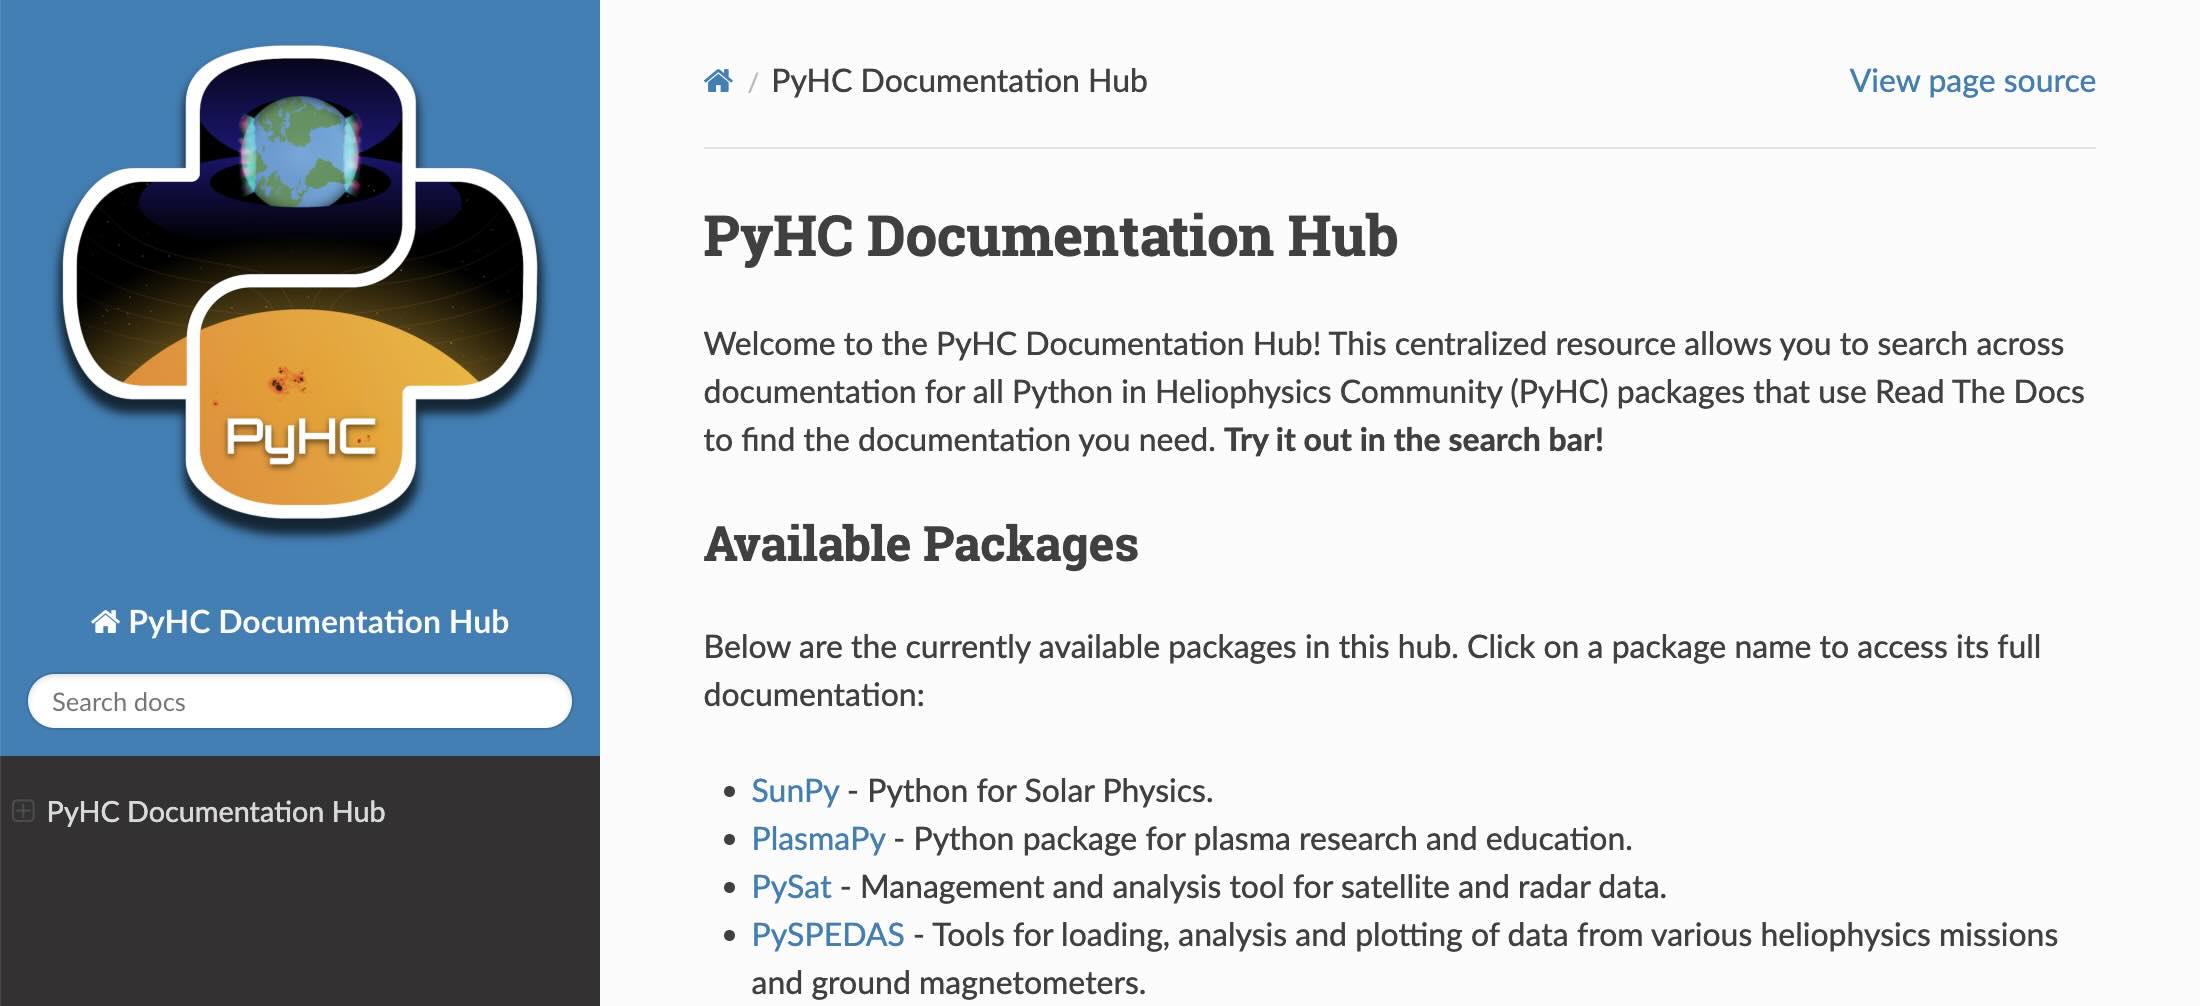 PyHC
PyHC Documentation Hub
Search docs
PyHC Documentation Hub
/ PyHC Documentation Hub
View page source
PyHC Documentation Hub
Welcome to the PyHC Documentation Hub! This centralized resource allows you to search across
documentation for all Python in Heliophysics Community (PyHC) packages that use Read The Docs
to find the documentation you need. Try it out in the search bar!
Available Packages
Below are the currently available packages in this hub. Click on a package name to access its full
documentation:
• SunPy - Python for Solar Physics.
• PlasmaPy - Python package for plasma research and education.
• PySat - Management and analysis tool for satellite and radar data.
• PySPEDAS - Tools for loading, analysis and plotting of data from various heliophysics missions
and ground magnetometers.